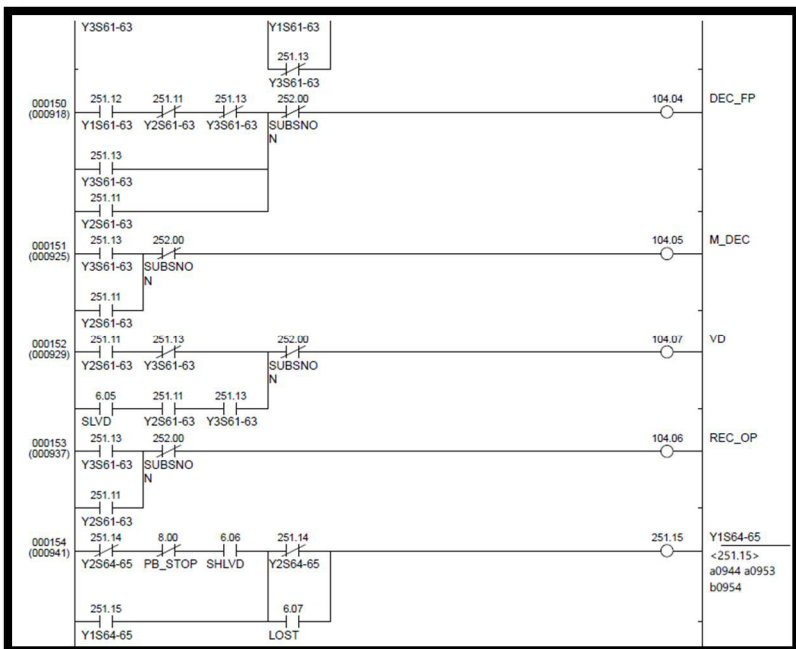 Y3S61-63 Y1S61-63
251.13
Y3S61-63
000150 251.12 251.11 251.13 252.00 104.04 DEC_FP
(000918) Y1S61-63 Y2S61-63 Y3S61-63 SUBSNO
N
251.13
Y3S61-63
251.11
Y2S61-63
000151 251.13 252.00 104.05 M_DEC
(000925) Y3S61-63 SUBSNO
N
251.11
Y2S61-63
000152 251.11 251.13 252.00 104.07 VD
(000929) Y2S61-63 Y3S61-63 SUBSNO
N
6.05 251.11 251.13
SLVD Y2S61-63 Y3S61-63
000153 251.13 252.00 104.06 REC_OP
(000937) Y3S61-63 SUBSNO
N
251.11
Y2S61-63
000154 251.14 8.00 6.06 251.14 251.15 Y1S64-65
(000941) Y2S64-65 PB_STOP SHLVD Y2S64-65 <251.15>
a0944 a0953
b0954
251.15 6.07
Y1S64-65 LOST